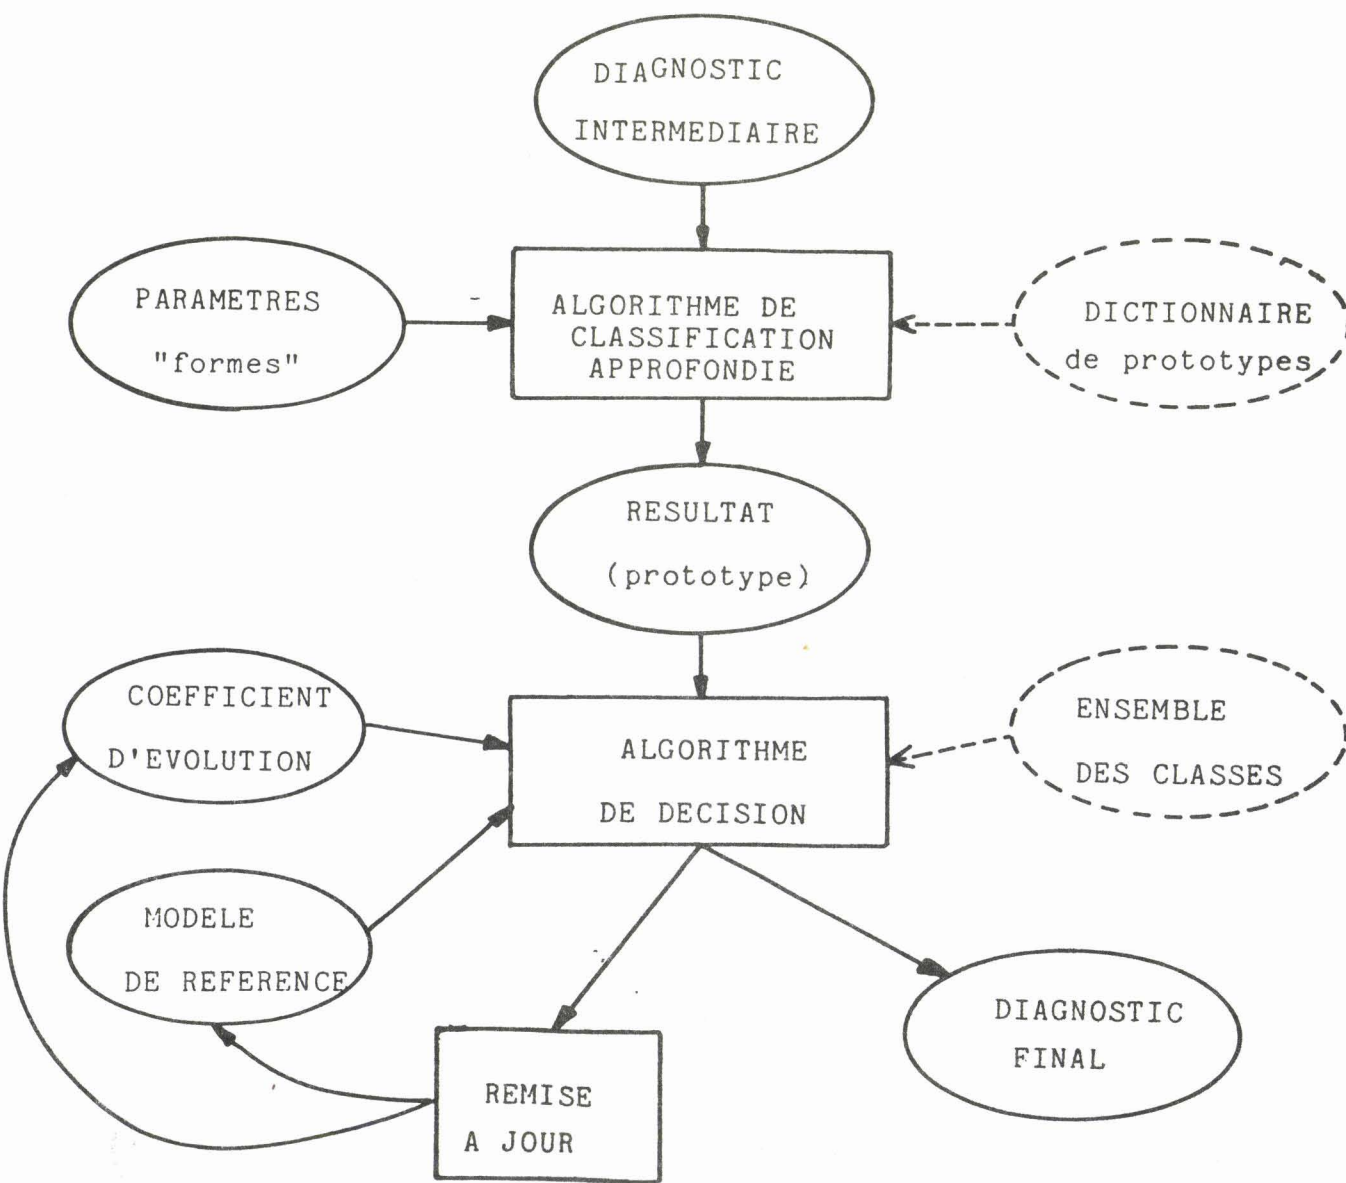 DIAGNOSTIC
INTERMEDIAIRE
PARAMETRES
"formes"
ALGORITHME DE
CLASSIFICATION
APPROFONDIE
DICTIONNAIRE
de prototypes
RESULTAT
(prototype)
COEFFICIENT
D'EVOLUTION
ALGORITHME
DE DECISION
ENSEMBLE
DES CLASSES
MODELE
DE REFERENCE
DIAGNOSTIC
FINAL
REMISE
A JOUR